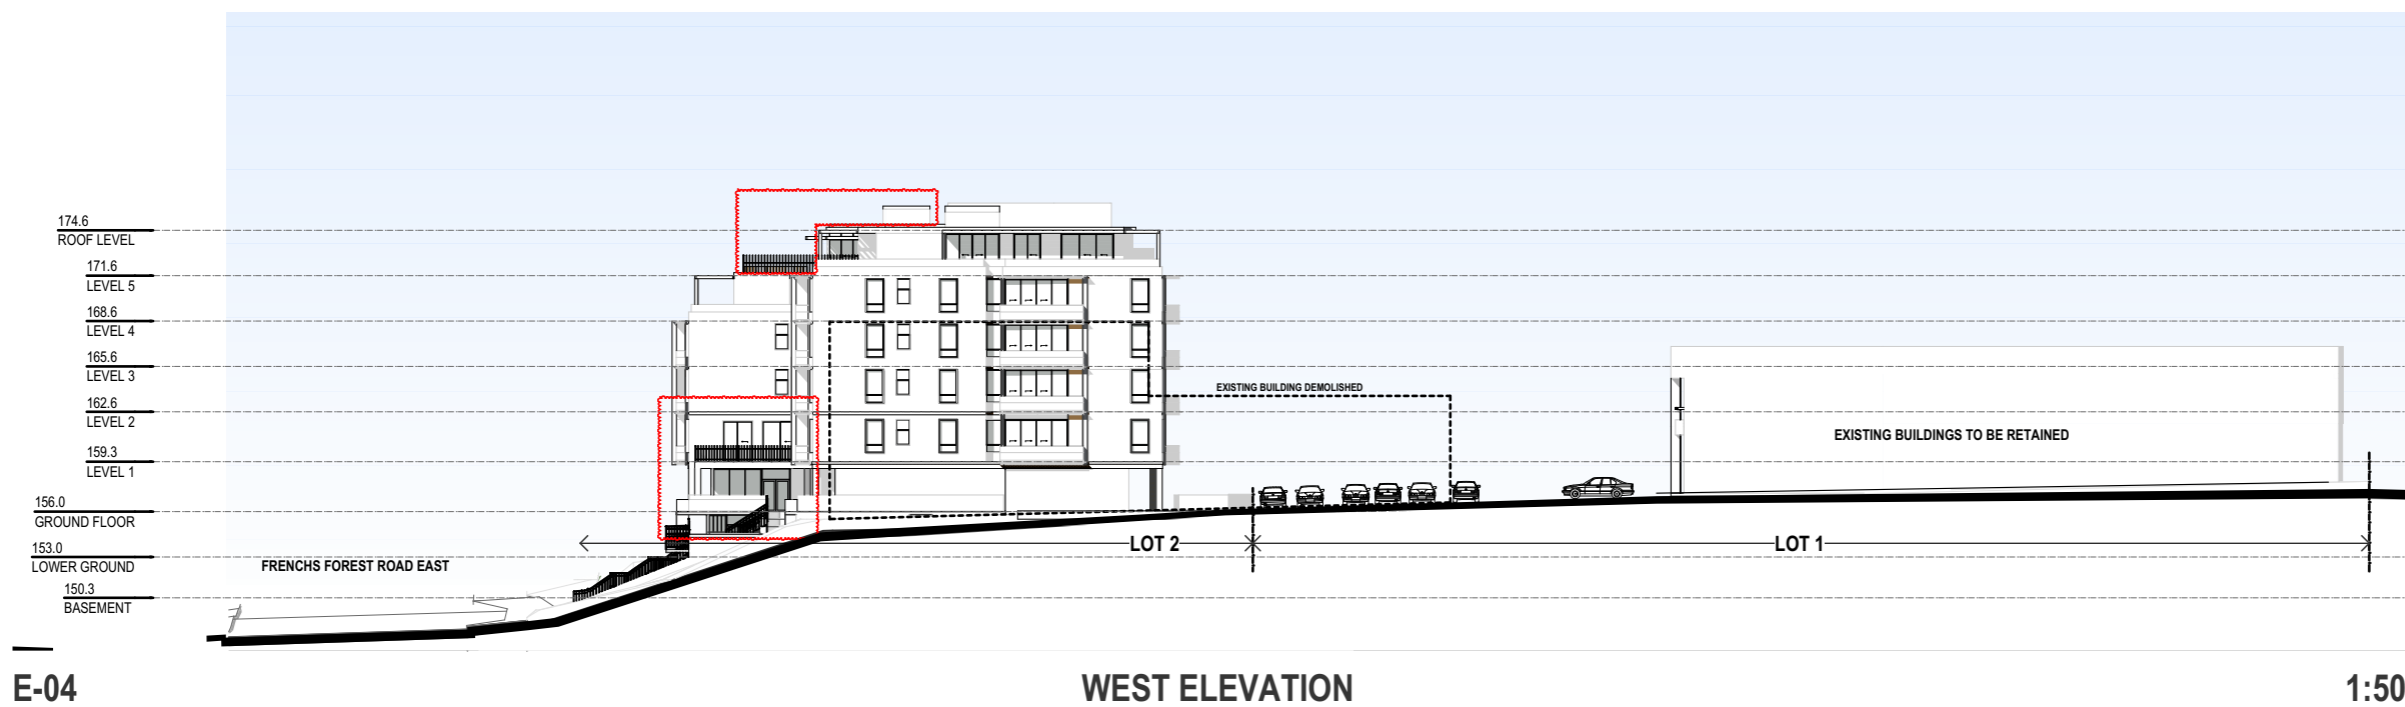 174.6
ROOF LEVEL
171.6
LEVEL 5
168.6
LEVEL 4
165.6
LEVEL 3
EXISTING BUILDING DEMOLISHED
162.6
LEVEL 2
EXISTING BUILDINGS TO BE RETAINED
159.3
LEVEL 1
156.0
GROUND FLOOR
LOT 2
LOT 1
153.0
LOWER GROUND
FRENCHS FOREST ROAD EAST
150.3
BASEMENT
E-04
WEST ELEVATION
1:50